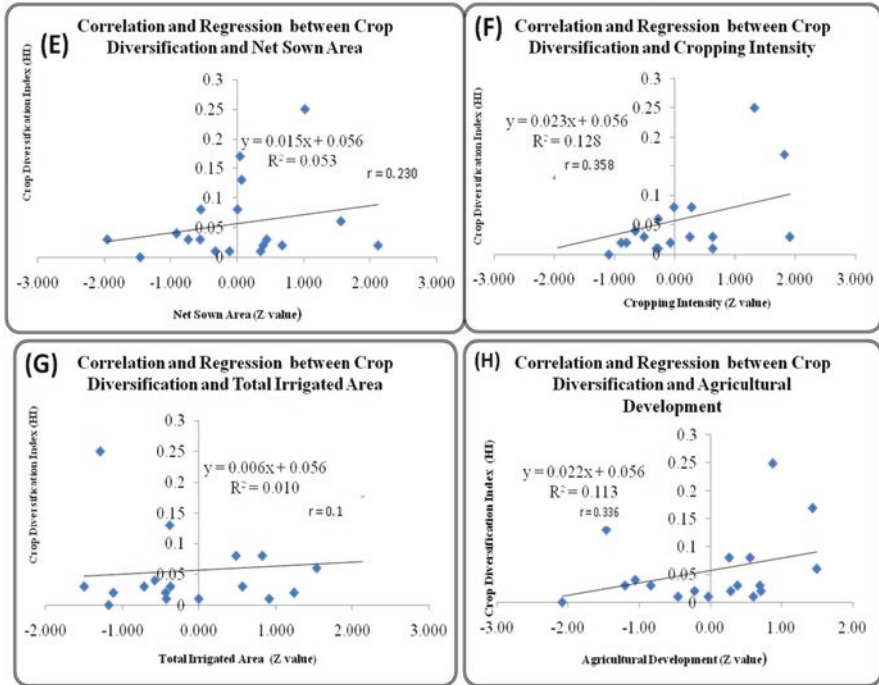 (E)
Correlation and Regression between Crop
Diversification and Net Sown Area
Crop Diversification Index (HI)
0.3
0.25
0.2
0.15
0.1
0.05
0
y = 0.015x + 0.056
R² = 0.053
r = 0.230
-3.000 -2.000 -1.000 0.000 1.000 2.000 3.000
Net Sown Area (Z value)
(F)
Correlation and Regression between Crop
Diversification and Cropping Intensity
Crop Diversification Index (HI)
0.3
0.25
0.2
0.15
0.1
0.05
0
y = 0.023x + 0.056
R² = 0.128
r = 0.358
-2.000 -1.000 0.000 1.000 2.000 3.000
Cropping Intensity (Z value)
(G)
Correlation and Regression between Crop
Diversification and Total Irrigated Area
Crop Diversification Index (HI)
0.3
0.25
0.2
0.15
0.1
0.05
0
y = 0.006x + 0.056
R² = 0.010
r = 0.1
-2.000 -1.000 0.000 1.000 2.000 3.000
Total Irrigated Area (Z value)
(H)
Correlation and Regression between Crop
Diversification and Agricultural
Development
Crop Diversification Index (HI)
0.3
0.25
0.2
0.15
0.1
0.05
0
y = 0.022x + 0.056
R² = 0.113
r = 0.336
-3.00 -2.00 -1.00 0.00 1.00 2.00
Agricultural Development (Z value)